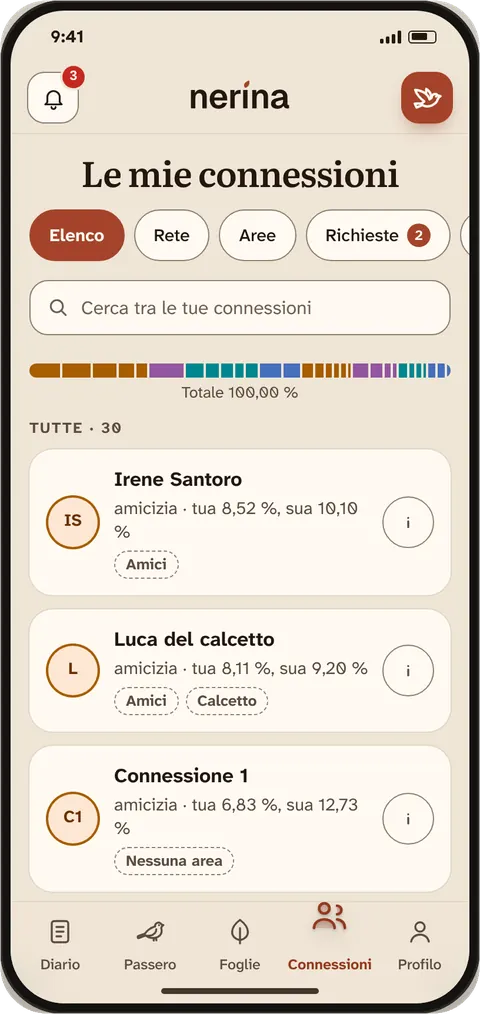 9:41
3
nerina
Le mie connessioni
Elenco
Rete
Aree
Richieste 2
Cerca tra le tue connessioni
Totale 100,00 %
TUTTE · 30
Irene Santoro
IS
amicizia · tua 8,52 %, sua 10,10
%
i
Amici
Luca del calcetto
L
amicizia · tua 8,11 %, sua 9,20 %
i
Amici
Calcetto
Connessione 1
C1
amicizia · tua 6,83 %, sua 12,73
%
i
Nessuna area
Diario
Passero
Foglie
Connessioni
Profilo